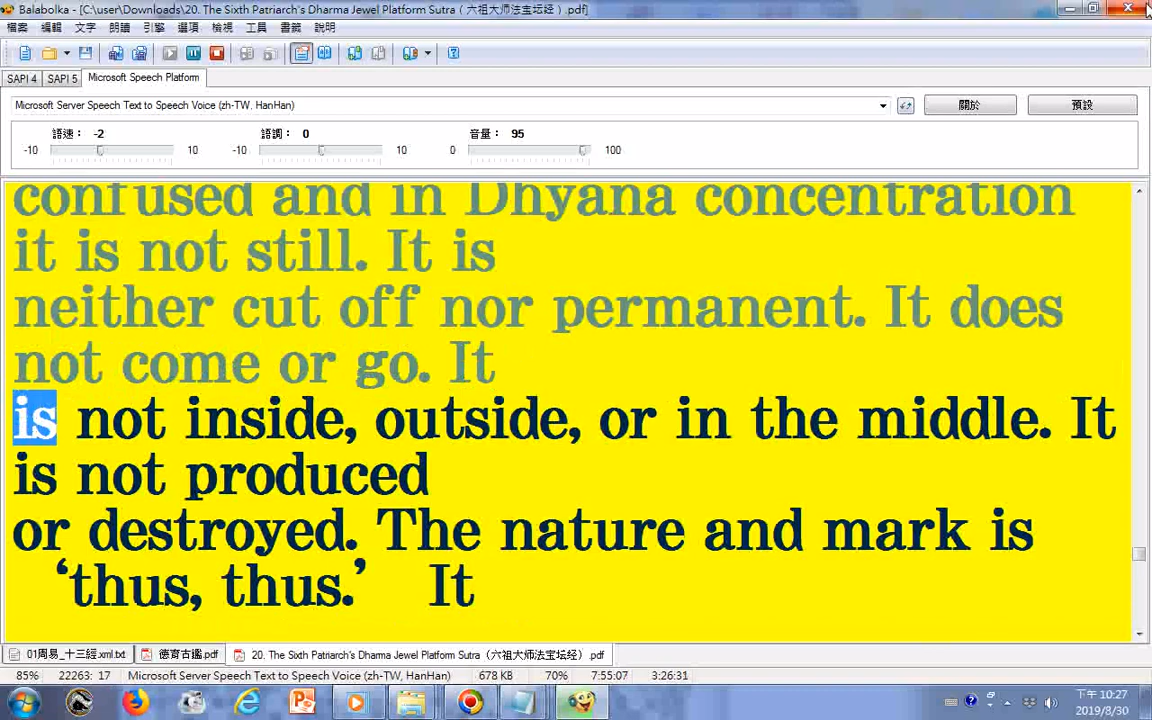 Balabolka - [C:\user\Downloads\20. The Sixth Patriarch's Dharma Jewel Platform Sutra（六祖大师法宝坛经）.pdf]
檔案 編輯 文字 朗讀 引擎 選項 檢視 工具 書籤 說明
SAPI 4 SAPI 5 Microsoft Speech Platform
Microsoft Server Speech Text to Speech Voice (zh-TW, HanHan) 關於 預設
語速： -2 語調： 0 音量： 95
-10 10 -10 10 0 100
confused and in Dhyana concentration
it is not still. It is
neither cut off nor permanent. It does
not come or go. It
is not inside, outside, or in the middle. It
is not produced
or destroyed. The nature and mark is
‘thus, thus.’ It
01周易_十三經.xml.txt 德育古鑑.pdf 20. The Sixth Patriarch's Dharma Jewel Platform Sutra（六祖大师法宝坛经）.pdf
85% 22263: 17 Microsoft Server Speech Text to Speech Voice (zh-TW, HanHan) 678 KB 70% 7:55:07 3:26:31
下午 10:27
2019/8/30